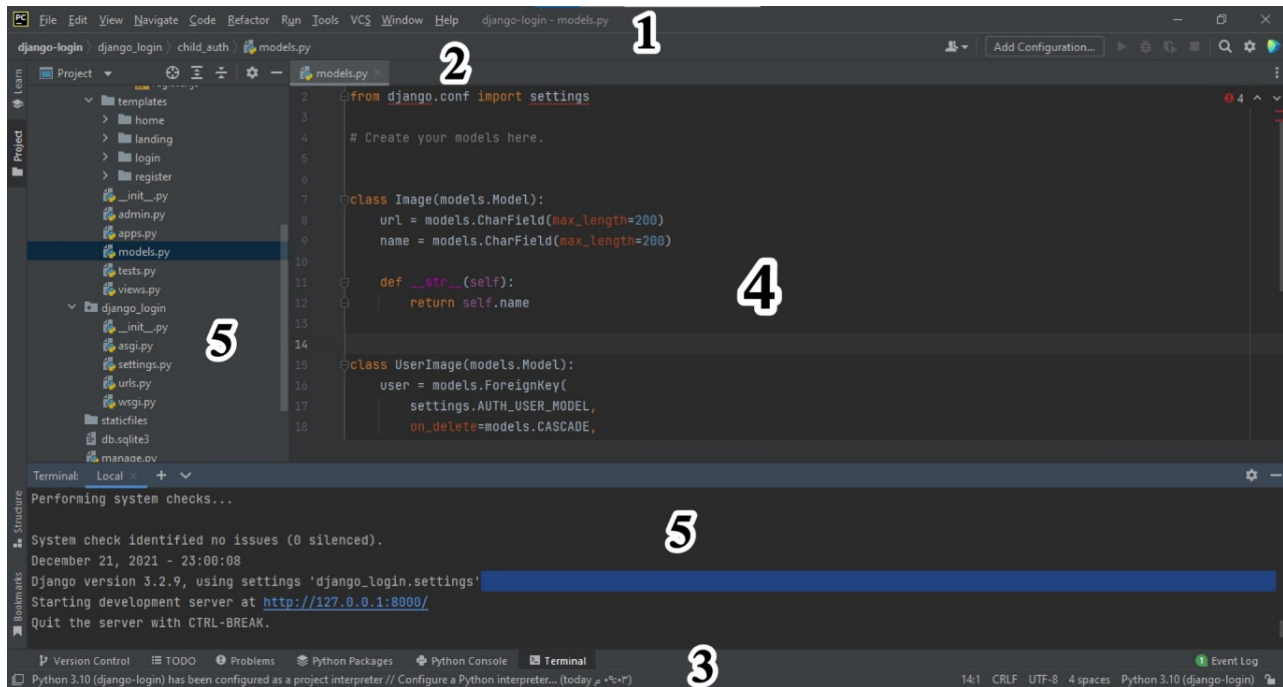 PC File Edit View Navigate Code Refactor Run Tools VCS Window Help django-login - models.py
1
django-login django_login child_auth models.py Add Configuration...
2
Learn
Project
Project
models.py
templates
home
landing
login
register
__init__.py
admin.py
apps.py
models.py
tests.py
views.py
django_login
__init__.py
asgi.py
settings.py
urls.py
wsgi.py
staticfiles
db.sqlite3
manage.py
5
4
2 from django.conf import settings
3
4 # Create your models here.
5
6
7 class Image(models.Model):
8 url = models.CharField(max_length=200)
9 name = models.CharField(max_length=200)
10
11 def __str__(self):
12 return self.name
13
14
15 class UserImage(models.Model):
16 user = models.ForeignKey(
17 settings.AUTH_USER_MODEL,
18 on_delete=models.CASCADE,
4
Terminal: Local
Structure
Bookmarks
Performing system checks...
System check identified no issues (0 silenced).
December 21, 2021 - 23:00:08
Django version 3.2.9, using settings 'django_login.settings'
Starting development server at http://127.0.0.1:8000/
Quit the server with CTRL-BREAK.
5
Version Control TODO Problems Python Packages Python Console Terminal 1 Event Log
3
Python 3.10 (django-login) has been configured as a project interpreter // Configure a Python interpreter... (today م ٠٩:٠٣) 14:1 CRLF UTF-8 4 spaces Python 3.10 (django-login)